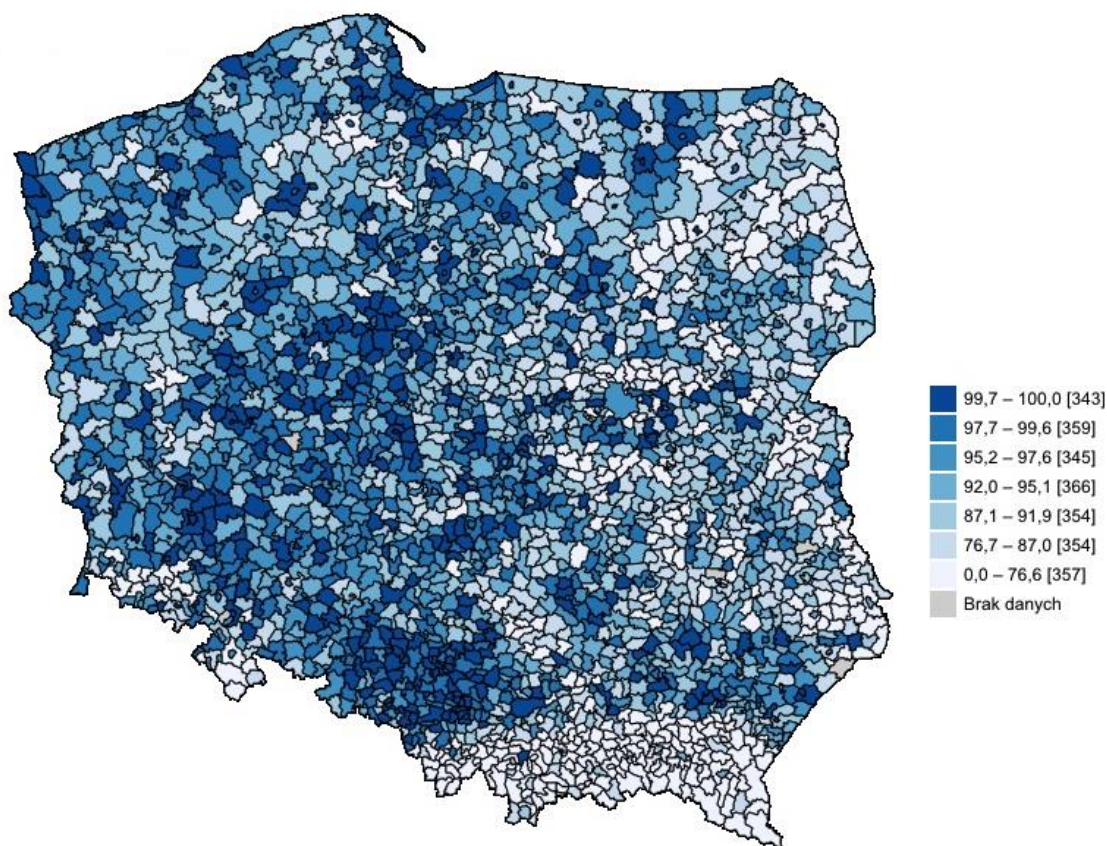 99,7 – 100,0 [343]
97,7 – 99,6 [359]
95,2 – 97,6 [345]
92,0 – 95,1 [366]
87,1 – 91,9 [354]
76,7 – 87,0 [354]
0,0 – 76,6 [357]
Brak danych